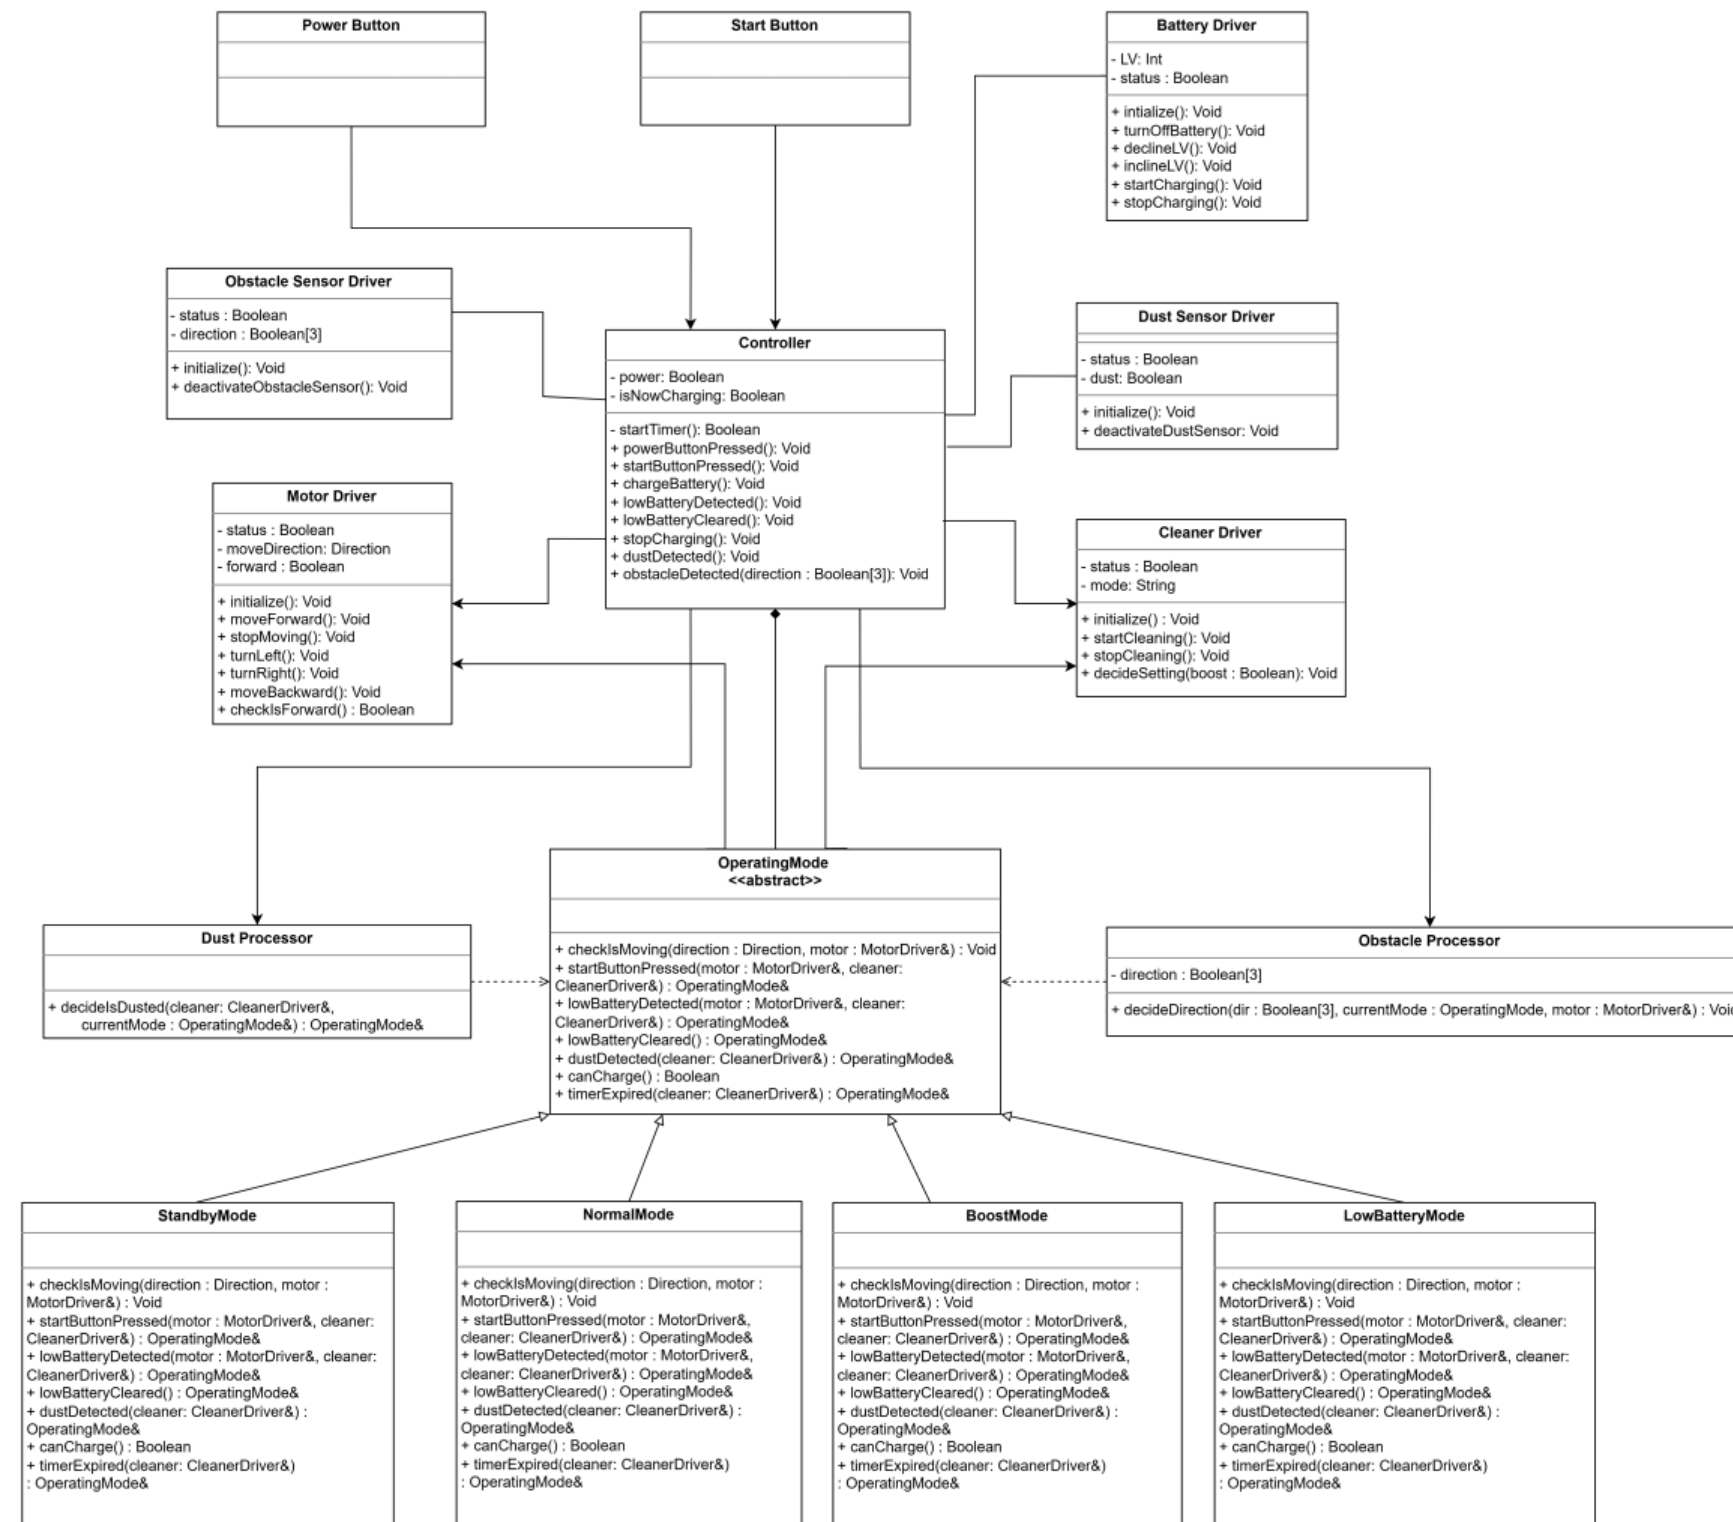 Power Button
Start Button
Battery Driver
- LV: Int
- status : Boolean
+ intialize(): Void
+ turnOffBattery(): Void
+ declineLV(): Void
+ inclineLV(): Void
+ startCharging(): Void
+ stopCharging(): Void
Obstacle Sensor Driver
- status : Boolean
- direction : Boolean[3]
+ initialize(): Void
+ deactivateObstacleSensor(): Void
Controller
- power: Boolean
- isNowCharging: Boolean
- startTimer(): Boolean
+ powerButtonPressed(): Void
+ startButtonPressed(): Void
+ chargeBattery(): Void
+ lowBatteryDetected(): Void
+ lowBatteryCleared(): Void
+ stopCharging(): Void
+ dustDetected(): Void
+ obstacleDetected(direction : Boolean[3]): Void
Dust Sensor Driver
- status : Boolean
- dust: Boolean
+ initialize(): Void
+ deactivateDustSensor: Void
Motor Driver
- status : Boolean
- moveDirection: Direction
- forward : Boolean
+ initialize(): Void
+ moveForward(): Void
+ stopMoving(): Void
+ turnLeft(): Void
+ turnRight(): Void
+ moveBackward(): Void
+ checkIsForward() : Boolean
Cleaner Driver
- status : Boolean
- mode: String
+ initialize() : Void
+ startCleaning(): Void
+ stopCleaning(): Void
+ decideSetting(boost : Boolean): Void
OperatingMode
<<abstract>>
+ checkIsMoving(direction : Direction, motor : MotorDriver&) : Void
+ startButtonPressed(motor : MotorDriver&, cleaner:
CleanerDriver&) : OperatingMode&
+ lowBatteryDetected(motor : MotorDriver&, cleaner:
CleanerDriver&) : OperatingMode&
+ lowBatteryCleared() : OperatingMode&
+ dustDetected(cleaner: CleanerDriver&) : OperatingMode&
+ canCharge() : Boolean
+ timerExpired(cleaner: CleanerDriver&) : OperatingMode&
Dust Processor
+ decideIsDusted(cleaner: CleanerDriver&,
currentMode : OperatingMode&) : OperatingMode&
Obstacle Processor
- direction : Boolean[3]
+ decideDirection(dir : Boolean[3], currentMode : OperatingMode, motor : MotorDriver&) : Void
StandbyMode
+ checkIsMoving(direction : Direction, motor :
MotorDriver&) : Void
+ startButtonPressed(motor : MotorDriver&, cleaner:
CleanerDriver&) : OperatingMode&
+ lowBatteryDetected(motor : MotorDriver&, cleaner:
CleanerDriver&) : OperatingMode&
+ lowBatteryCleared() : OperatingMode&
+ dustDetected(cleaner: CleanerDriver&) :
OperatingMode&
+ canCharge() : Boolean
+ timerExpired(cleaner: CleanerDriver&)
: OperatingMode&
NormalMode
+ checkIsMoving(direction : Direction, motor :
MotorDriver&) : Void
+ startButtonPressed(motor : MotorDriver&,
cleaner: CleanerDriver&) : OperatingMode&
+ lowBatteryDetected(motor : MotorDriver&,
cleaner: CleanerDriver&) : OperatingMode&
+ lowBatteryCleared() : OperatingMode&
+ dustDetected(cleaner: CleanerDriver&) :
OperatingMode&
+ canCharge() : Boolean
+ timerExpired(cleaner: CleanerDriver&)
: OperatingMode&
BoostMode
+ checkIsMoving(direction : Direction, motor :
MotorDriver&) : Void
+ startButtonPressed(motor : MotorDriver&,
cleaner: CleanerDriver&) : OperatingMode&
+ lowBatteryDetected(motor : MotorDriver&,
cleaner: CleanerDriver&) : OperatingMode&
+ lowBatteryCleared() : OperatingMode&
+ dustDetected(cleaner: CleanerDriver&) :
OperatingMode&
+ canCharge() : Boolean
+ timerExpired(cleaner: CleanerDriver&)
: OperatingMode&
LowBatteryMode
+ checkIsMoving(direction : Direction, motor :
MotorDriver&) : Void
+ startButtonPressed(motor : MotorDriver&, cleaner:
CleanerDriver&) : OperatingMode&
+ lowBatteryDetected(motor : MotorDriver&, cleaner:
CleanerDriver&) : OperatingMode&
+ lowBatteryCleared() : OperatingMode&
+ dustDetected(cleaner: CleanerDriver&) :
OperatingMode&
+ canCharge() : Boolean
+ timerExpired(cleaner: CleanerDriver&)
: OperatingMode&